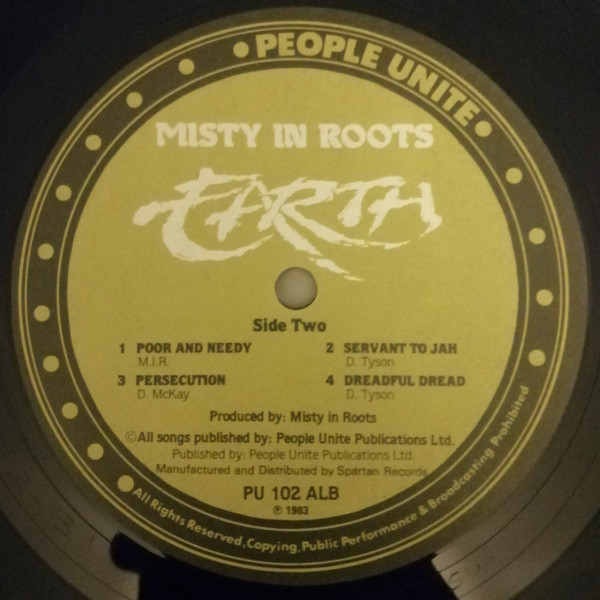 PEOPLE UNITE
MISTY IN ROOTS
EARTH
Side Two
1 POOR AND NEEDY
M.I.R.
2 SERVANT TO JAH
D. Tyson
3 PERSECUTION
D. McKay
4 DREADFUL DREAD
D. Tyson
Produced by: Misty in Roots
©All songs published by: People Unite Publications Ltd.
Published by: People Unite Publications Ltd.
Manufactured and Distributed by Spartan Records
PU 102 ALB
℗ 1983
All Rights Reserved,Copying,Public Performance & Broadcasting Prohibited